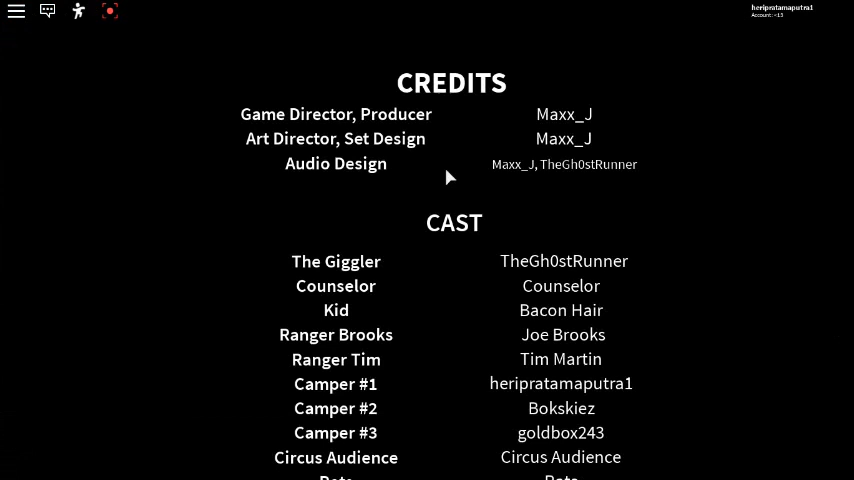 heripratamaputra1
Account: <13
CREDITS
Game Director, Producer Maxx_J
Art Director, Set Design Maxx_J
Audio Design Maxx_J, TheGh0stRunner
CAST
The Giggler TheGh0stRunner
Counselor Counselor
Kid Bacon Hair
Ranger Brooks Joe Brooks
Ranger Tim Tim Martin
Camper #1 heripratamaputra1
Camper #2 Bokskiez
Camper #3 goldbox243
Circus Audience Circus Audience